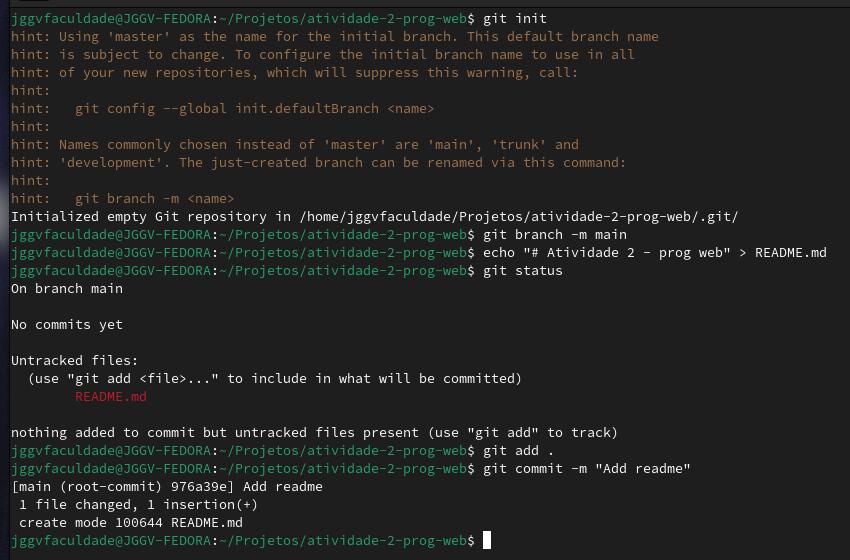 jggvfaculdade@JGGV-FEDORA:~/Projetos/atividade-2-prog-web$ git init
hint: Using 'master' as the name for the initial branch. This default branch name
hint: is subject to change. To configure the initial branch name to use in all
hint: of your new repositories, which will suppress this warning, call:
hint:
hint:   git config --global init.defaultBranch <name>
hint:
hint: Names commonly chosen instead of 'master' are 'main', 'trunk' and
hint: 'development'. The just-created branch can be renamed via this command:
hint:
hint:   git branch -m <name>
Initialized empty Git repository in /home/jggvfaculdade/Projetos/atividade-2-prog-web/.git/
jggvfaculdade@JGGV-FEDORA:~/Projetos/atividade-2-prog-web$ git branch -m main
jggvfaculdade@JGGV-FEDORA:~/Projetos/atividade-2-prog-web$ echo "# Atividade 2 - prog web" > README.md
jggvfaculdade@JGGV-FEDORA:~/Projetos/atividade-2-prog-web$ git status
On branch main

No commits yet

Untracked files:
  (use "git add <file>..." to include in what will be committed)
        README.md

nothing added to commit but untracked files present (use "git add" to track)
jggvfaculdade@JGGV-FEDORA:~/Projetos/atividade-2-prog-web$ git add .
jggvfaculdade@JGGV-FEDORA:~/Projetos/atividade-2-prog-web$ git commit -m "Add readme"
[main (root-commit) 976a39e] Add readme
 1 file changed, 1 insertion(+)
 create mode 100644 README.md
jggvfaculdade@JGGV-FEDORA:~/Projetos/atividade-2-prog-web$